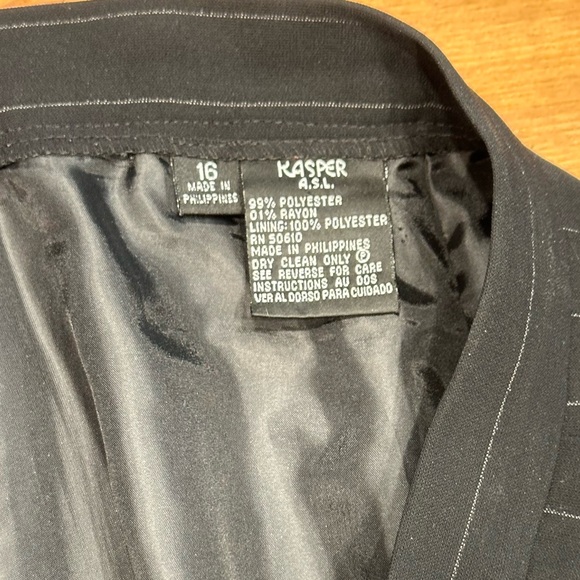 16
MADE IN
PHILIPPINES
KASPER
A.S.L.
99% POLYESTER
01% RAYON
LINING: 100% POLYESTER
RN 50610
MADE IN PHILIPPINES
DRY CLEAN ONLY Ⓟ
SEE REVERSE FOR CARE
INSTRUCTIONS AU DOS
VER AL DORSO PARA CUIDADO